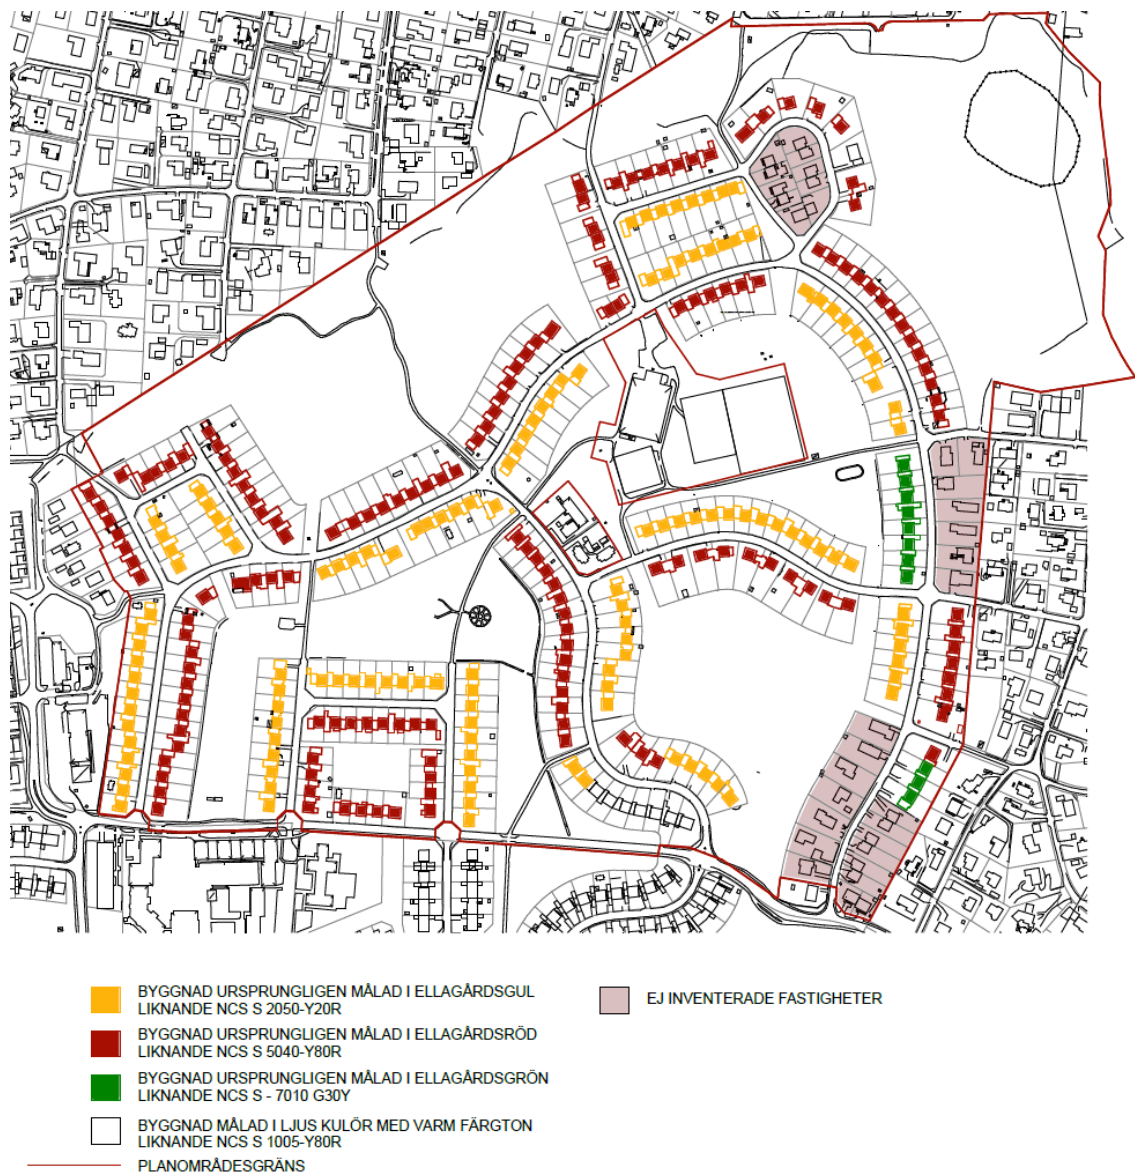 BYGGNAD URSPRUNGLIGEN MÅLAD I ELLAGÅRDSGUL
LIKNANDE NCS S 2050-Y20R
BYGGNAD URSPRUNGLIGEN MÅLAD I ELLAGÅRDSRÖD
LIKNANDE NCS S 5040-Y80R
BYGGNAD URSPRUNGLIGEN MÅLAD I ELLAGÅRDSGRÖN
LIKNANDE NCS S - 7010 G30Y
BYGGNAD MÅLAD I LJUS KULÖR MED VARM FÄRGTON
LIKNANDE NCS S 1005-Y80R
PLANOMRÅDESGRÄNS
EJ INVENTERADE FASTIGHETER